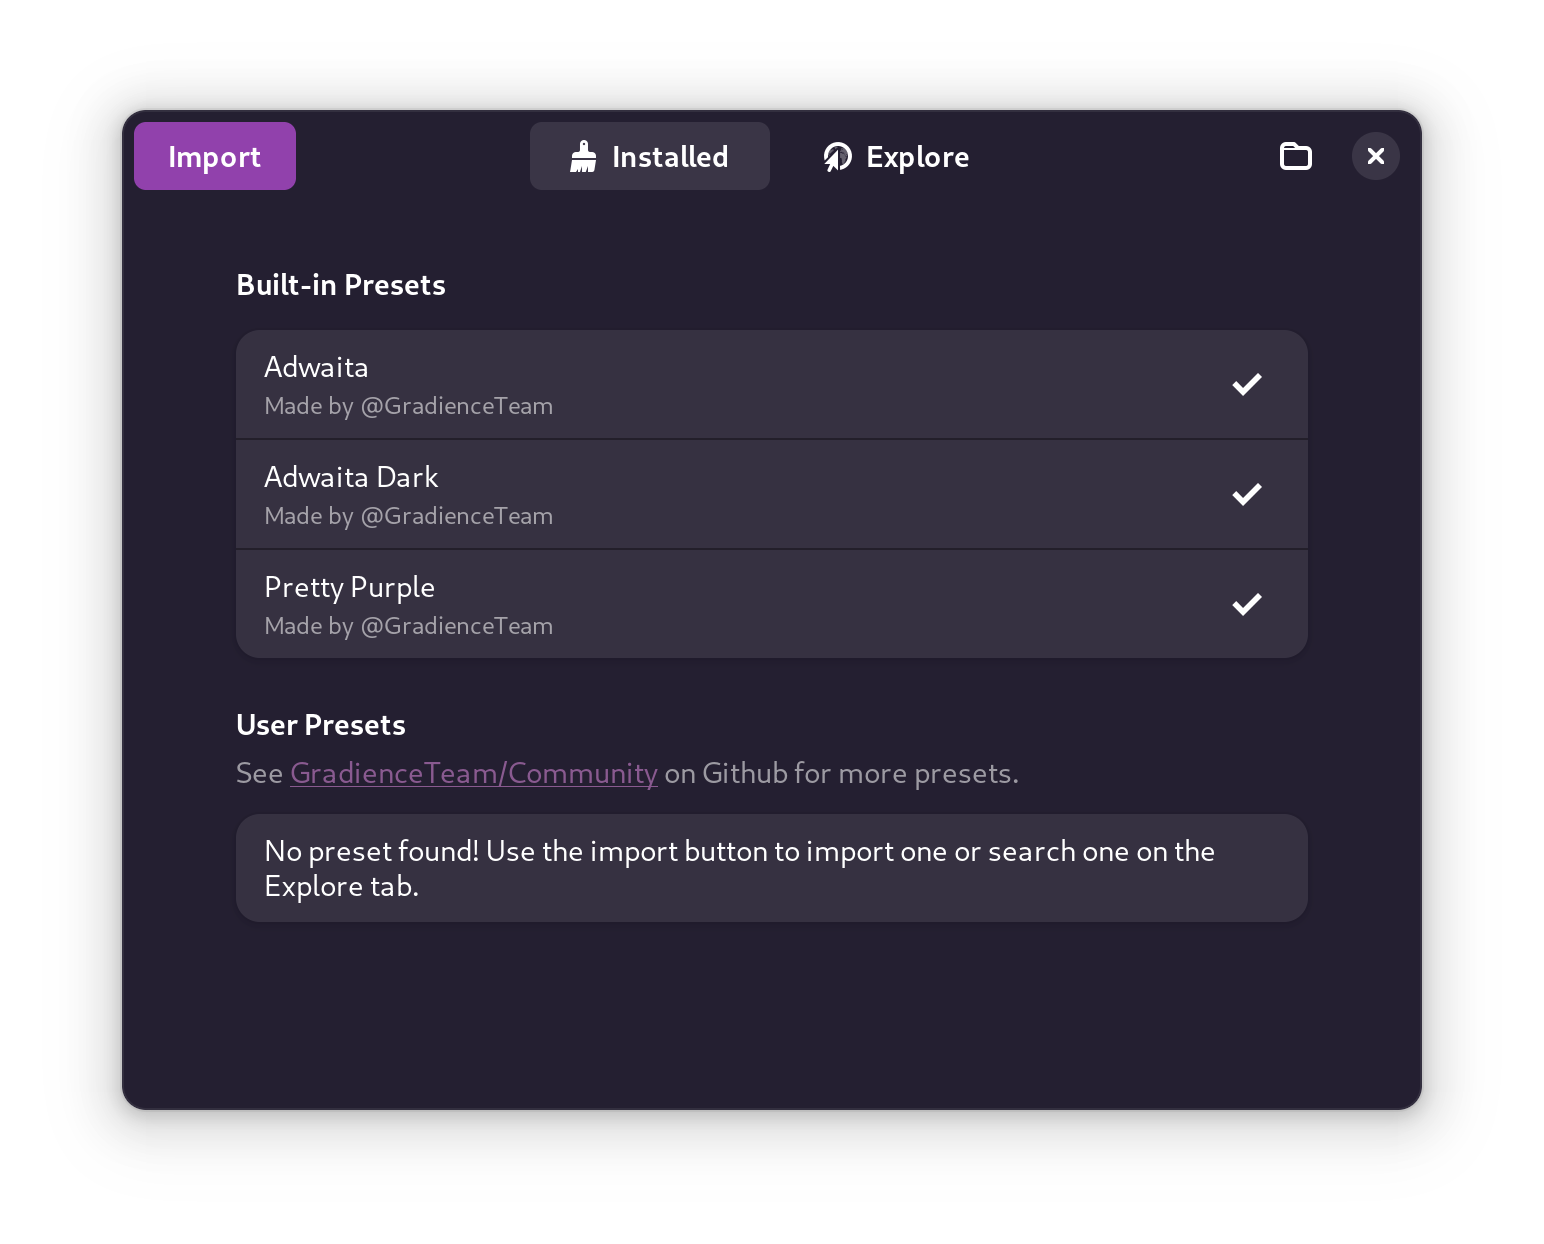 Import
Installed
Explore
Built-in Presets
Adwaita
Made by @GradienceTeam
Adwaita Dark
Made by @GradienceTeam
Pretty Purple
Made by @GradienceTeam
User Presets
See GradienceTeam/Community on Github for more presets.
No preset found! Use the import button to import one or search one on the
Explore tab.